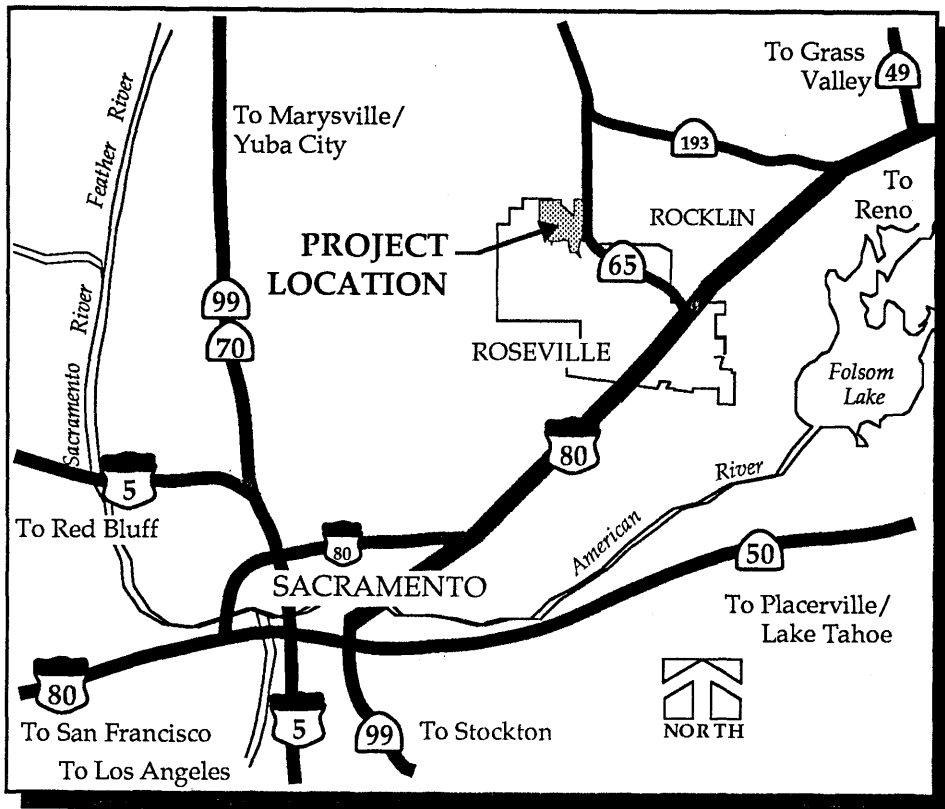 To Grass
Valley
49
Feather River
To Marysville/
Yuba City
193
To
Reno
ROCKLIN
PROJECT
LOCATION
65
99
70
Sacramento River
ROSEVILLE
Folsom
Lake
80
5
American River
To Red Bluff
80
50
SACRAMENTO
To Placerville/
Lake Tahoe
80
5
99
To Stockton
NORTH
To San Francisco
To Los Angeles